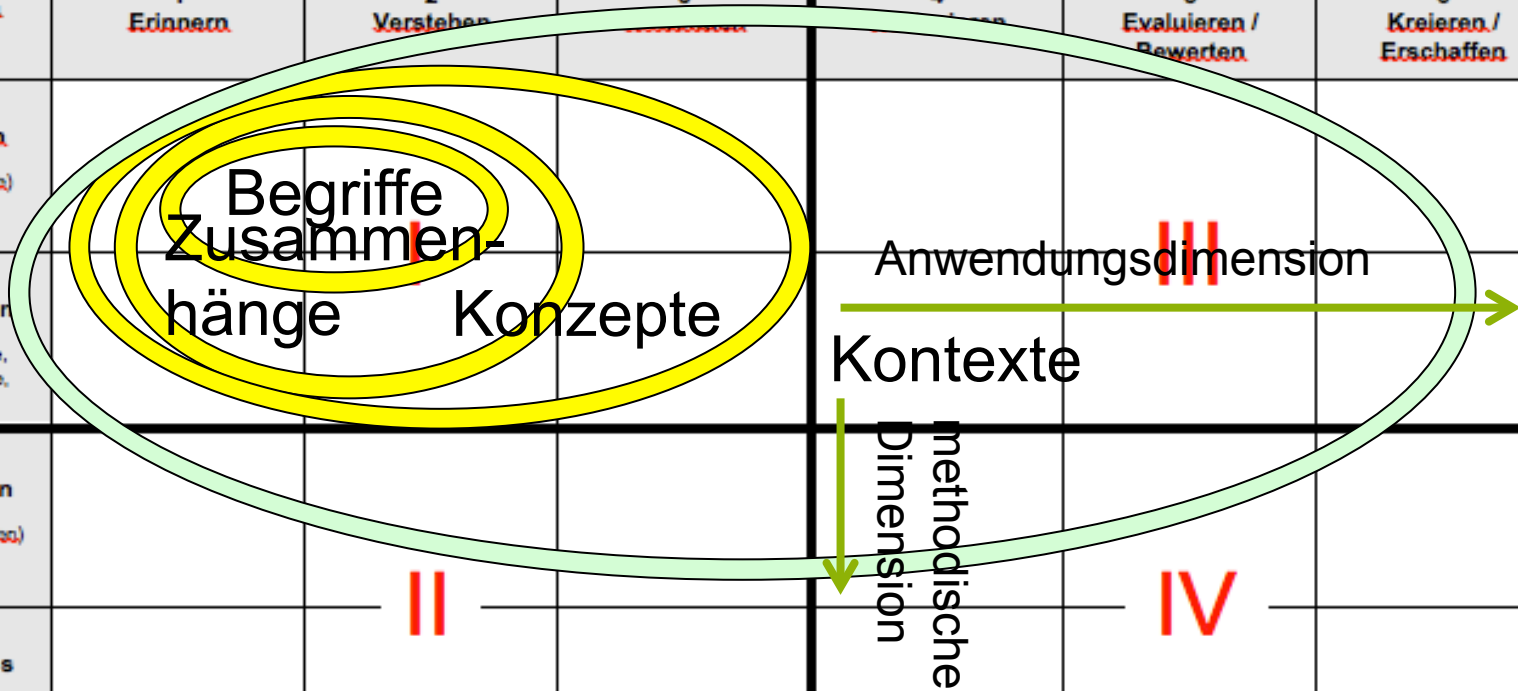 Erinnern
Verstehen
Evaluieren /
Bewerten
Kreieren /
Erschaffen
Begriffe
Zusammen-
hänge
Konzepte
I
III
Anwendungsdimension
Kontexte
methodische
Dimension
II
IV